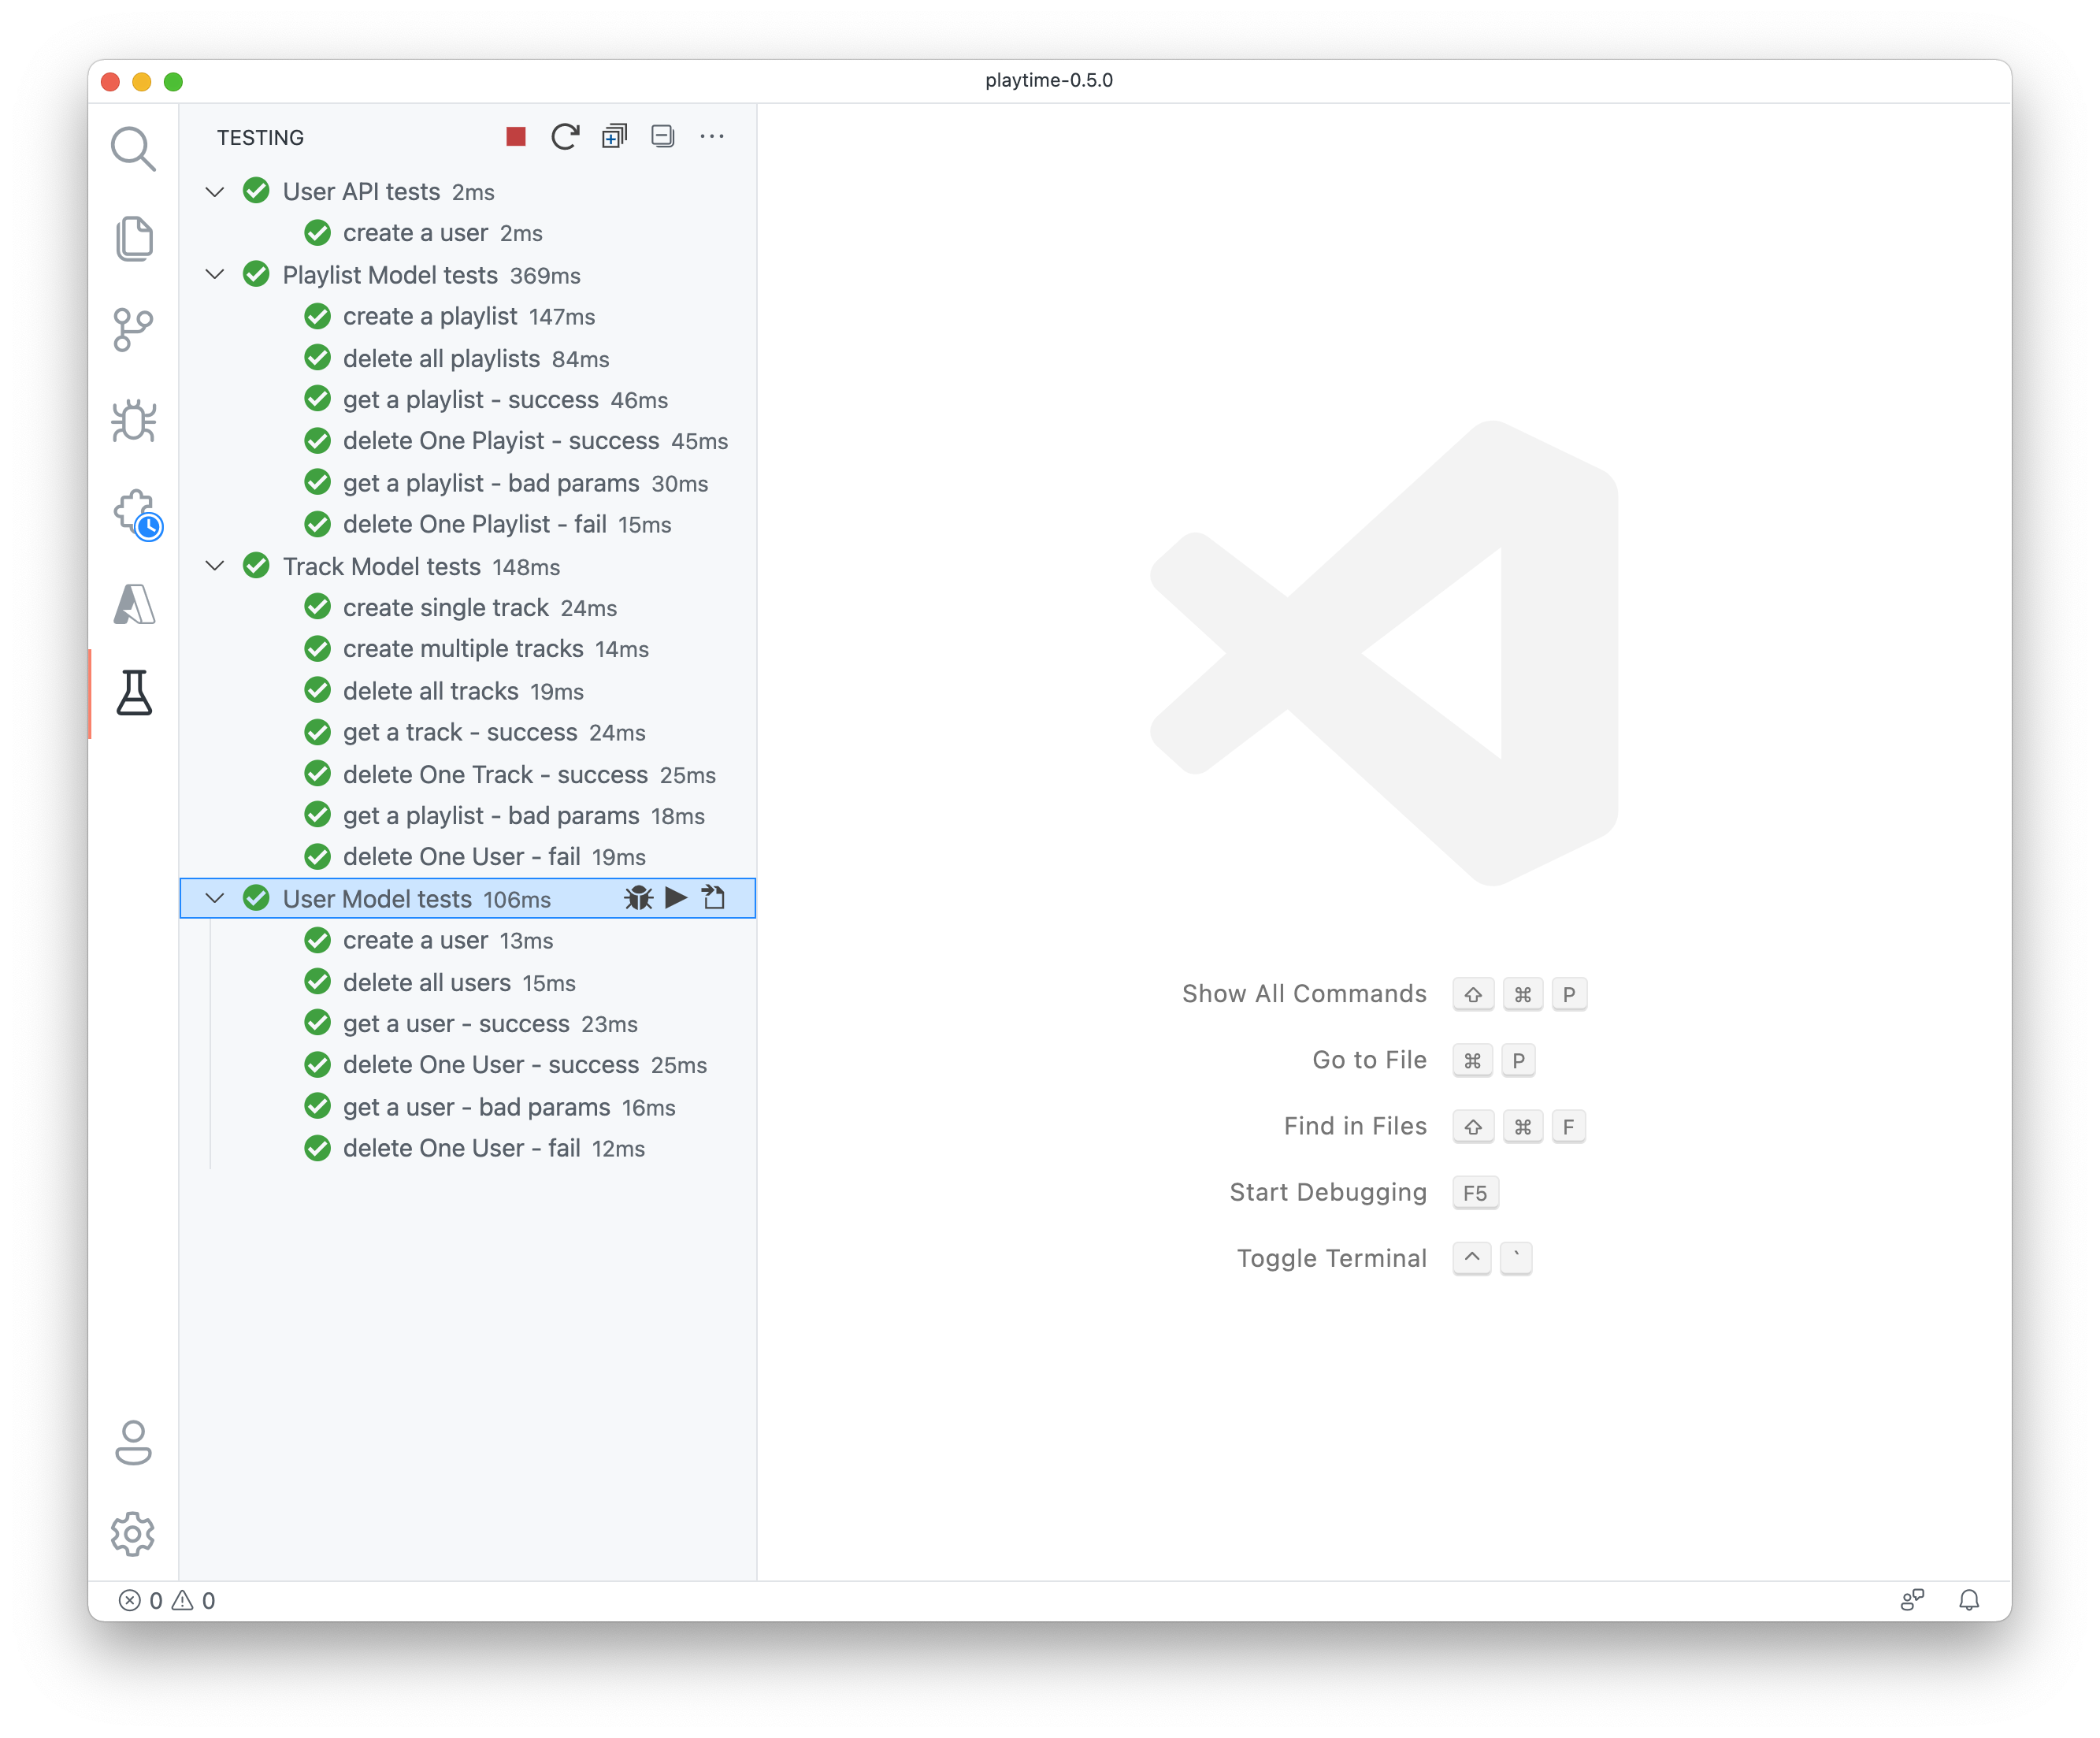 playtime-0.5.0
TESTING
User API tests 2ms
create a user 2ms
Playlist Model tests 369ms
create a playlist 147ms
delete all playlists 84ms
get a playlist - success 46ms
delete One Playist - success 45ms
get a playlist - bad params 30ms
delete One Playlist - fail 15ms
Track Model tests 148ms
create single track 24ms
create multiple tracks 14ms
delete all tracks 19ms
get a track - success 24ms
delete One Track - success 25ms
get a playlist - bad params 18ms
delete One User - fail 19ms
User Model tests 106ms
create a user 13ms
delete all users 15ms
get a user - success 23ms
delete One User - success 25ms
get a user - bad params 16ms
delete One User - fail 12ms
Show All Commands ⇧ ⌘ P
Go to File ⌘ P
Find in Files ⇧ ⌘ F
Start Debugging F5
Toggle Terminal ^ `
0 0